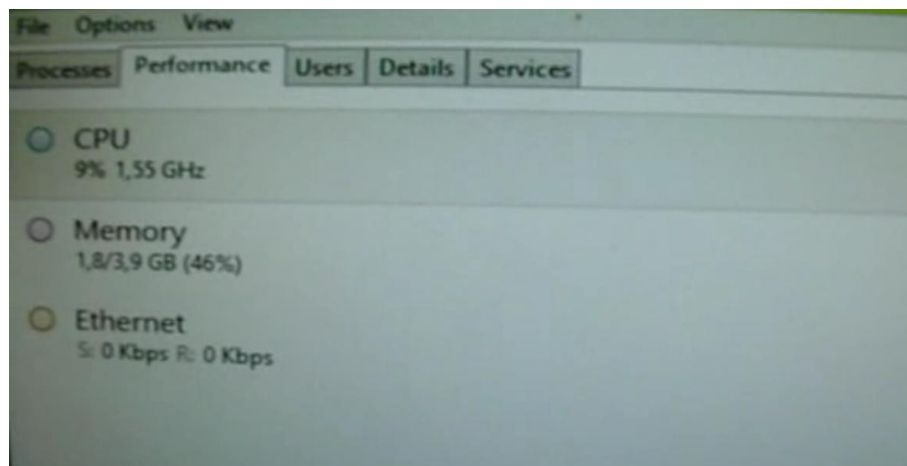 File Options View
Processes Performance Users Details Services
CPU
9% 1,55 GHz
Memory
1,8/3,9 GB (46%)
Ethernet
S: 0 Kbps R: 0 Kbps